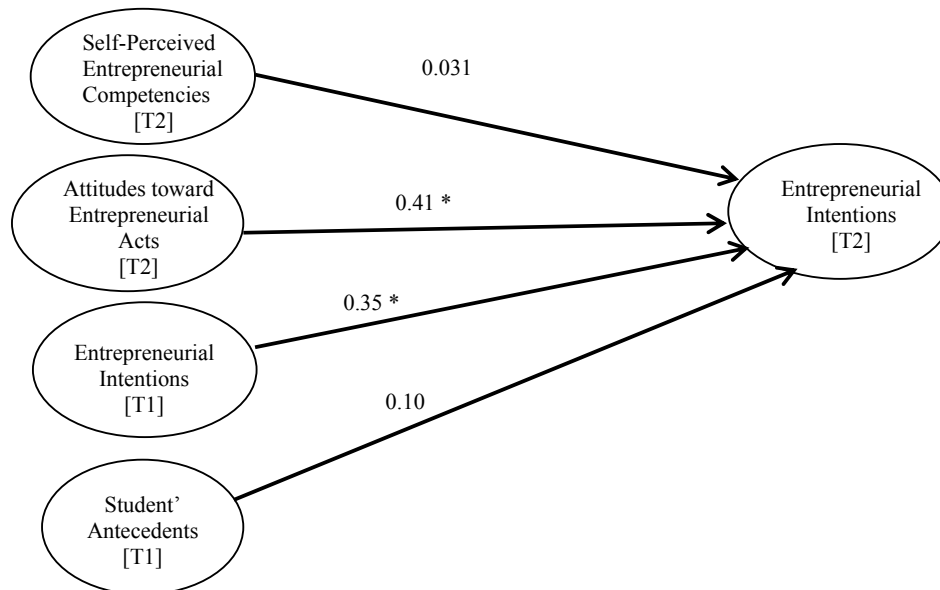 Self-Perceived
Entrepreneurial
Competencies
[T2]
0.031
Attitudes toward
Entrepreneurial
Acts
[T2]
0.41 *
Entrepreneurial
Intentions
[T2]
Entrepreneurial
Intentions
[T1]
0.35 *
0.10
Student’
Antecedents
[T1]